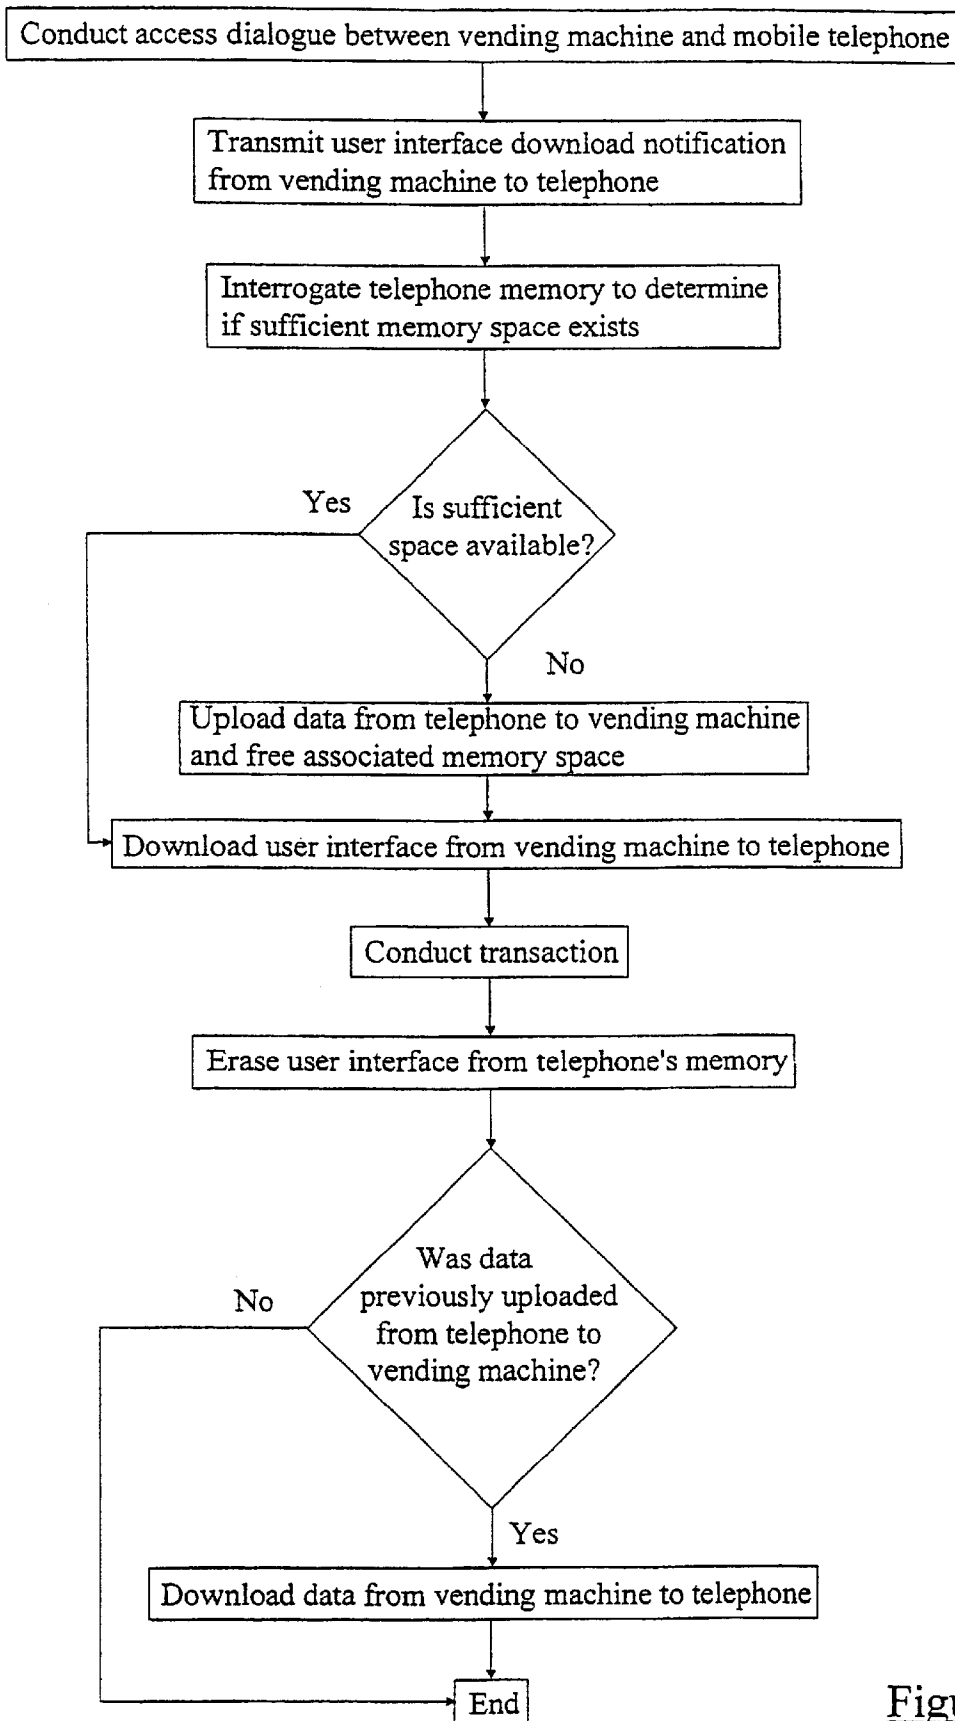 Conduct access dialogue between vending machine and mobile telephone
Transmit user interface download notification
from vending machine to telephone
Interrogate telephone memory to determine
if sufficient memory space exists
Yes
Is sufficient
space available?
No
Upload data from telephone to vending machine
and free associated memory space
Download user interface from vending machine to telephone
Conduct transaction
Erase user interface from telephone's memory
Was data
previously uploaded
from telephone to
vending machine?
No
Yes
Download data from vending machine to telephone
End